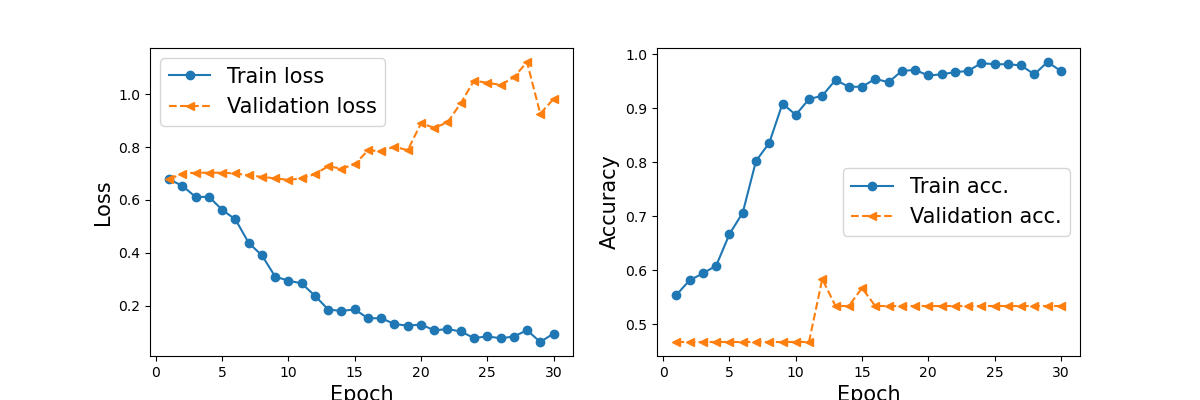 Train loss
Validation loss
Loss
1.0
0.8
0.6
0.4
0.2
0 5 10 15 20 25 30
Epoch
Train acc.
Validation acc.
Accuracy
1.0
0.9
0.8
0.7
0.6
0.5
0 5 10 15 20 25 30
Epoch